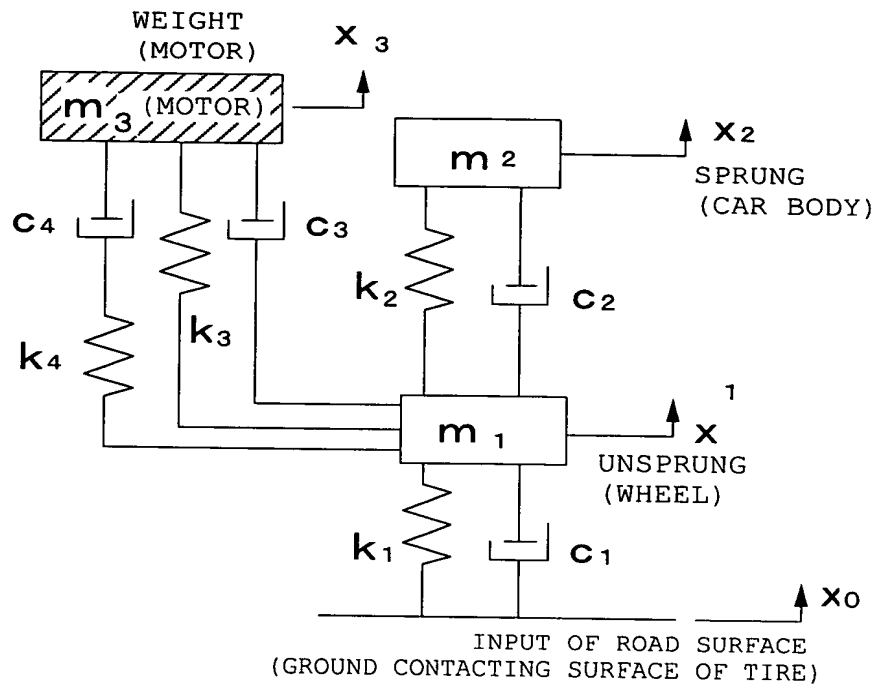 WEIGHT
(MOTOR)
x 3
m 3 (MOTOR)
m 2
x2
SPRUNG
(CAR BODY)
c4
c3
k2
c2
k3
k4
m 1
x 1
UNSPRUNG
(WHEEL)
k1
c1
x0
INPUT OF ROAD SURFACE
(GROUND CONTACTING SURFACE OF TIRE)